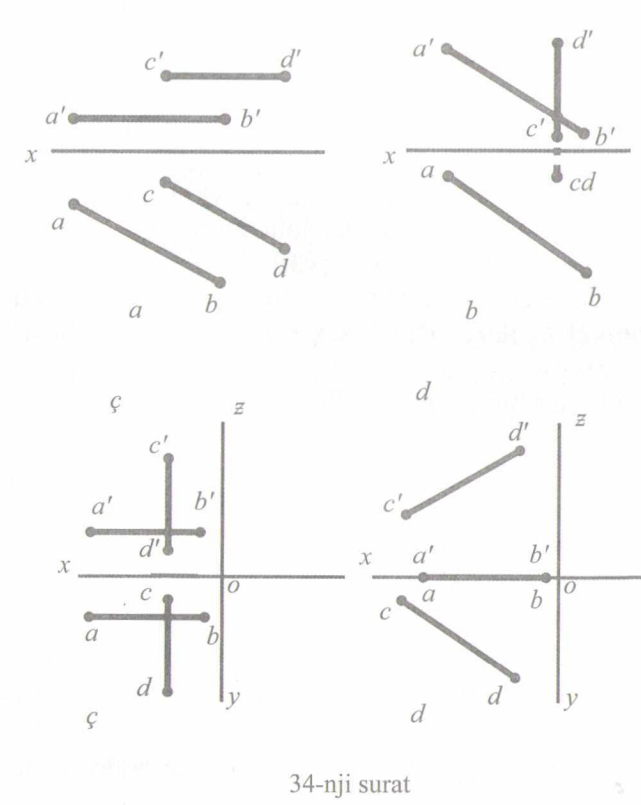 c' d'
a' b'
x
c
a
d
b
a
a' d'
c' b'
x
a cd
b
b
ç z
c'
a' b'
d'
x
o
c
a b
d
y
ç
d
z
d'
c'
x a' b'
a b o
c
d
y
d
34-nji surat